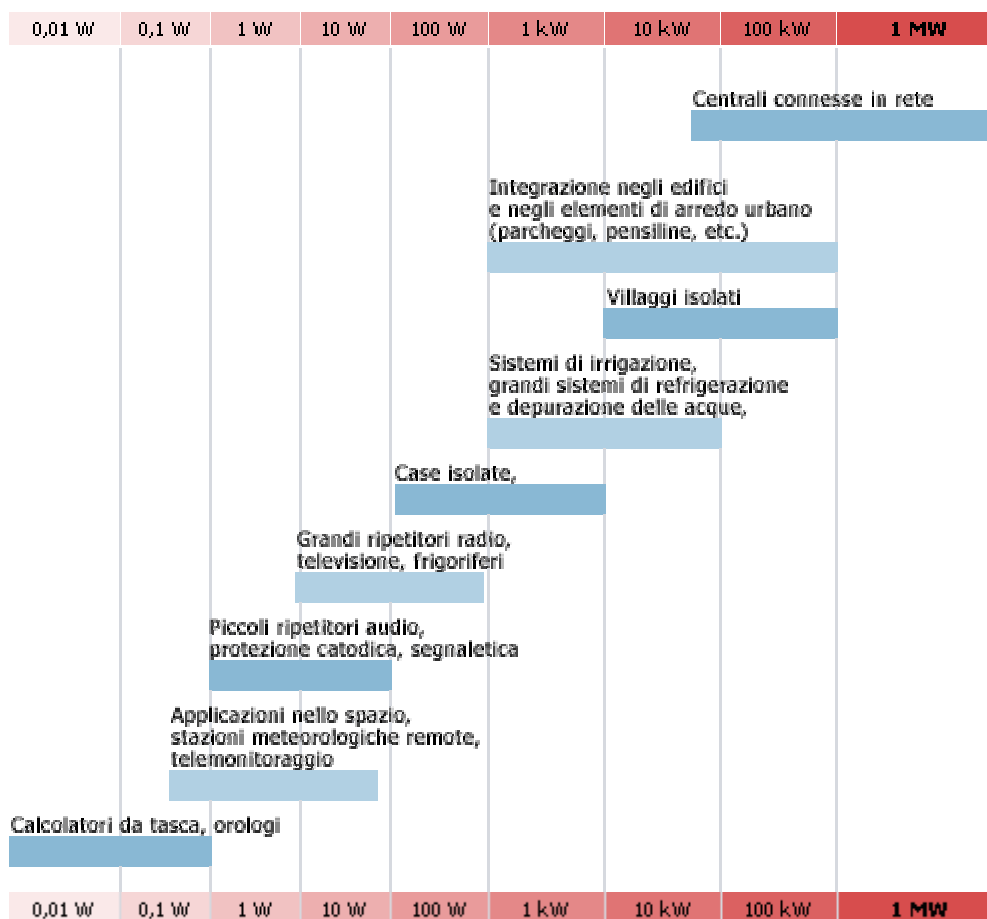 0,01 W 0,1 W 1 W 10 W 100 W 1 kW 10 kW 100 kW 1 MW
Centrali connesse in rete
Integrazione negli edifici
e negli elementi di arredo urbano
(parcheggi, pensiline, etc.)
Villaggi isolati
Sistemi di irrigazione,
grandi sistemi di refrigerazione
e depurazione delle acque,
Case isolate,
Grandi ripetitori radio,
televisione, frigoriferi
Piccoli ripetitori audio,
protezione catodica, segnaletica
Applicazioni nello spazio,
stazioni meteorologiche remote,
telemonitoraggio
Calcolatori da tasca, orologi
0,01 W 0,1 W 1 W 10 W 100 W 1 kW 10 kW 100 kW 1 MW